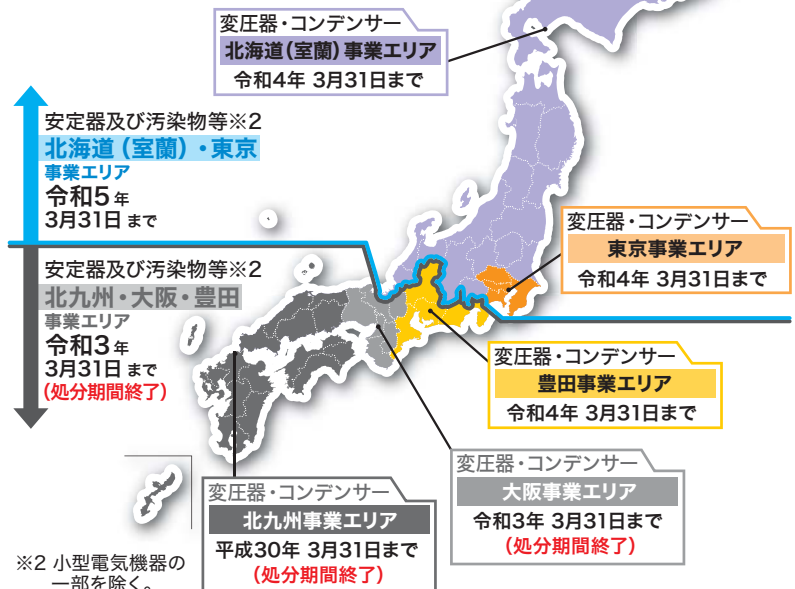 変圧器・コンデンサー
北海道（室蘭）事業エリア
令和4年 3月31日まで
安定器及び汚染物等※2
北海道（室蘭）・東京
事業エリア
令和5年
3月31日 まで
安定器及び汚染物等※2
北九州・大阪・豊田
事業エリア
令和3年
3月31日 まで
（処分期間終了）
変圧器・コンデンサー
東京事業エリア
令和4年 3月31日まで
変圧器・コンデンサー
豊田事業エリア
令和4年 3月31日まで
変圧器・コンデンサー
大阪事業エリア
令和3年 3月31日まで
（処分期間終了）
変圧器・コンデンサー
北九州事業エリア
平成30年 3月31日まで
（処分期間終了）
※2 小型電気機器の
一部を除く。